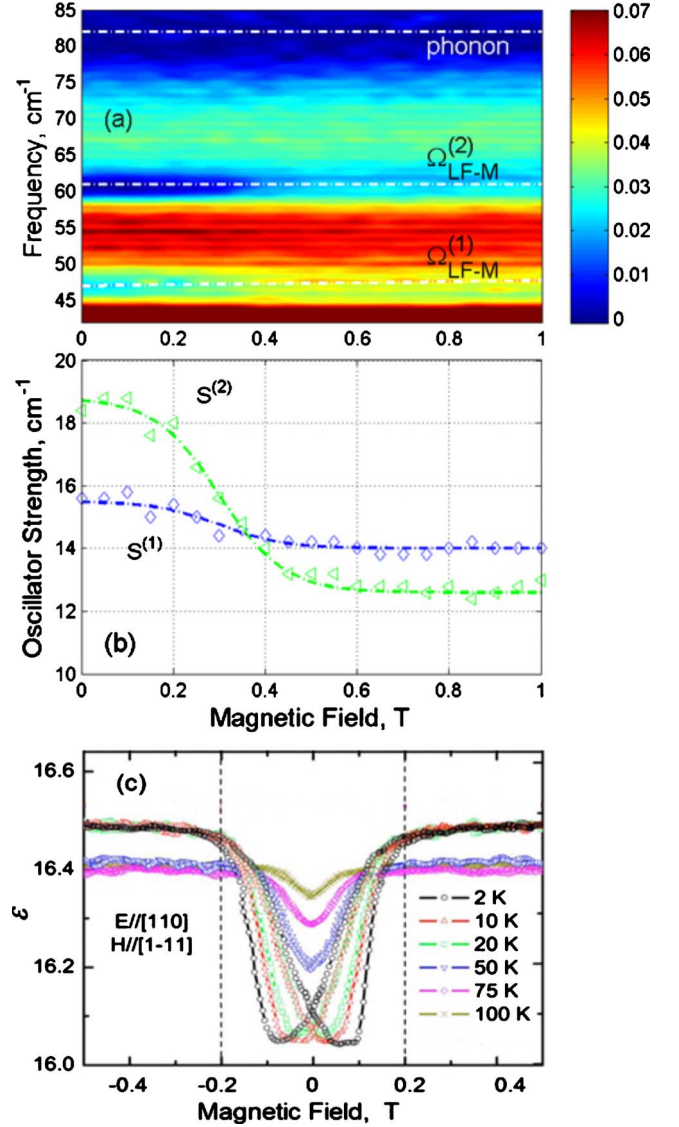 85
80
75
70
65
60
55
50
45
Frequency, cm⁻¹
(a)
phonon
Ω_LF-M^(2)
Ω_LF-M^(1)
0 0.2 0.4 0.6 0.8 1
0.07
0.06
0.05
0.04
0.03
0.02
0.01
0
20
18
16
14
12
10
Oscillator Strength, cm⁻¹
S⁽²⁾
S⁽¹⁾
(b)
0 0.2 0.4 0.6 0.8 1
Magnetic Field, T
16.6
16.4
16.2
16.0
ε
(c)
E//[110]
H//[1-11]
2 K
10 K
20 K
50 K
75 K
100 K
-0.4 -0.2 0 0.2 0.4
Magnetic Field, T